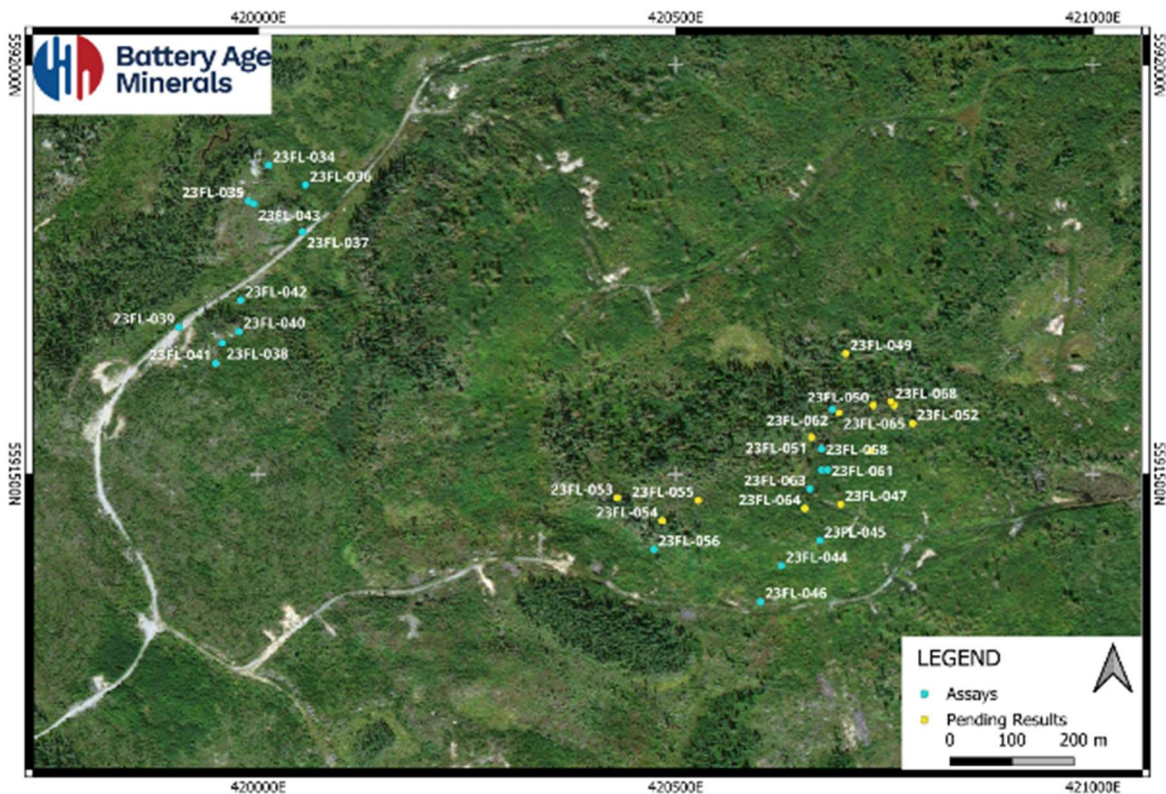 420000E
420500E
421000E
5592000N
5592000N
Battery Age
Minerals
23FL-034
23FL-036
23FL-035
23FL-043
23FL-037
23FL-042
23FL-039
23FL-040
23FL-041
23FL-038
23FL-049
23FL-068
23FL-050
23FL-052
23FL-062
23FL-065
23FL-051
23FL-058
23FL-061
5591500N
5591500N
23FL-063
23FL-053
23FL-055
23FL-064
23FL-047
23FL-054
23FL-056
23FL-045
23FL-044
23FL-046
LEGEND
Assays
Pending Results
0 100 200 m
420000E
420500E
421000E